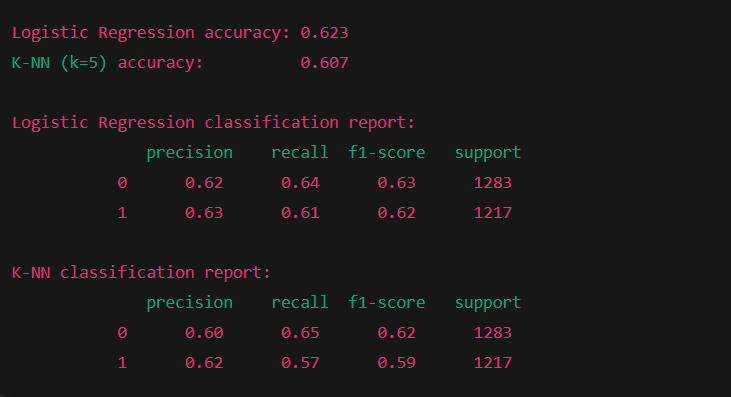 Logistic Regression accuracy: 0.623
K-NN (k=5) accuracy:          0.607

Logistic Regression classification report:
              precision    recall  f1-score   support
           0      0.62      0.64      0.63      1283
           1      0.63      0.61      0.62      1217

K-NN classification report:
              precision    recall  f1-score   support
           0      0.60      0.65      0.62      1283
           1      0.62      0.57      0.59      1217